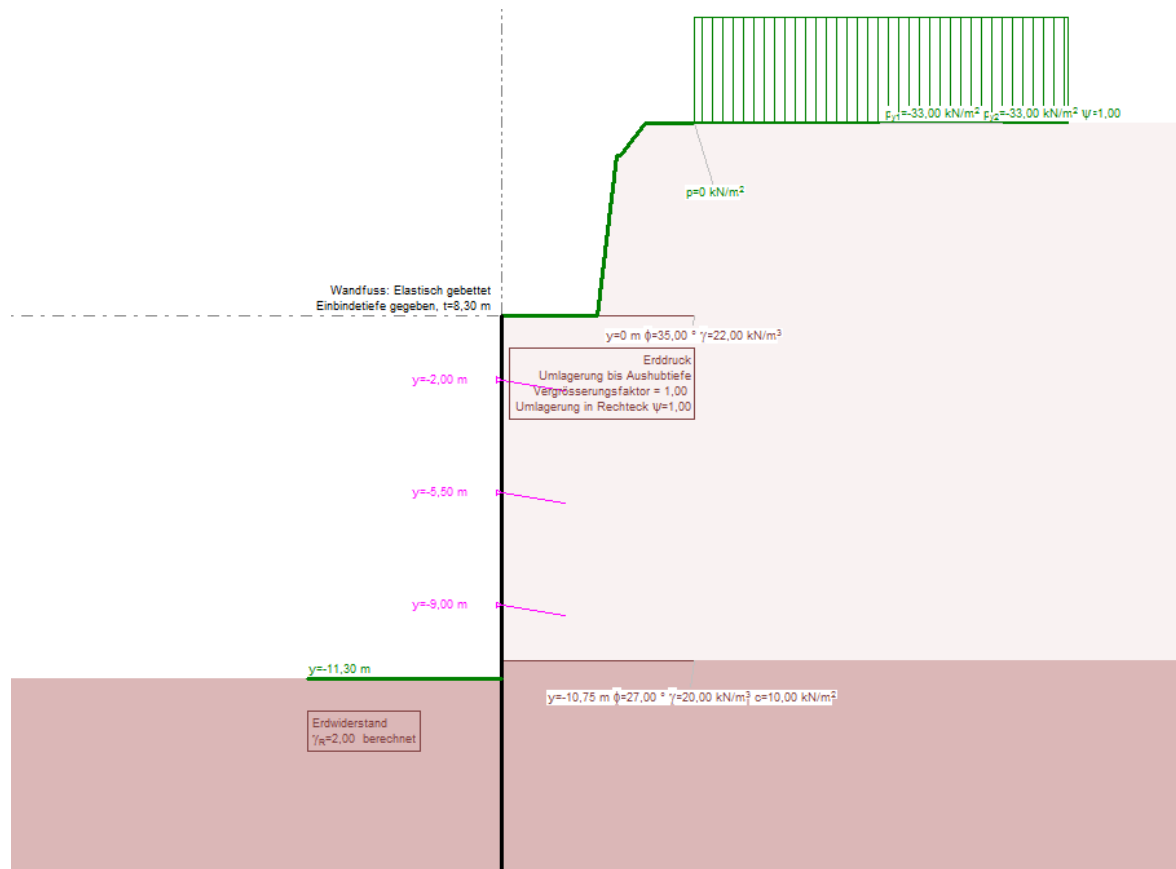 pγ1=-33,00 kN/m² pγ2=-33,00 kN/m² Ψ=1,00
p=0 kN/m²
Wandfuss: Elastisch gebettet
Einbindetiefe gegeben, t=8,30 m
y=0 m ϕ=35,00 ° γ=22,00 kN/m³
Erddruck
Umlagerung bis Aushubtiefe
Vergrösserungsfaktor = 1,00
Umlagerung in Rechteck Ψ=1,00
y=-2,00 m
y=-5,50 m
y=-9,00 m
y=-11,30 m
y=-10,75 m ϕ=27,00 ° γ=20,00 kN/m³ c=10,00 kN/m²
Erdwiderstand
γR=2,00 berechnet